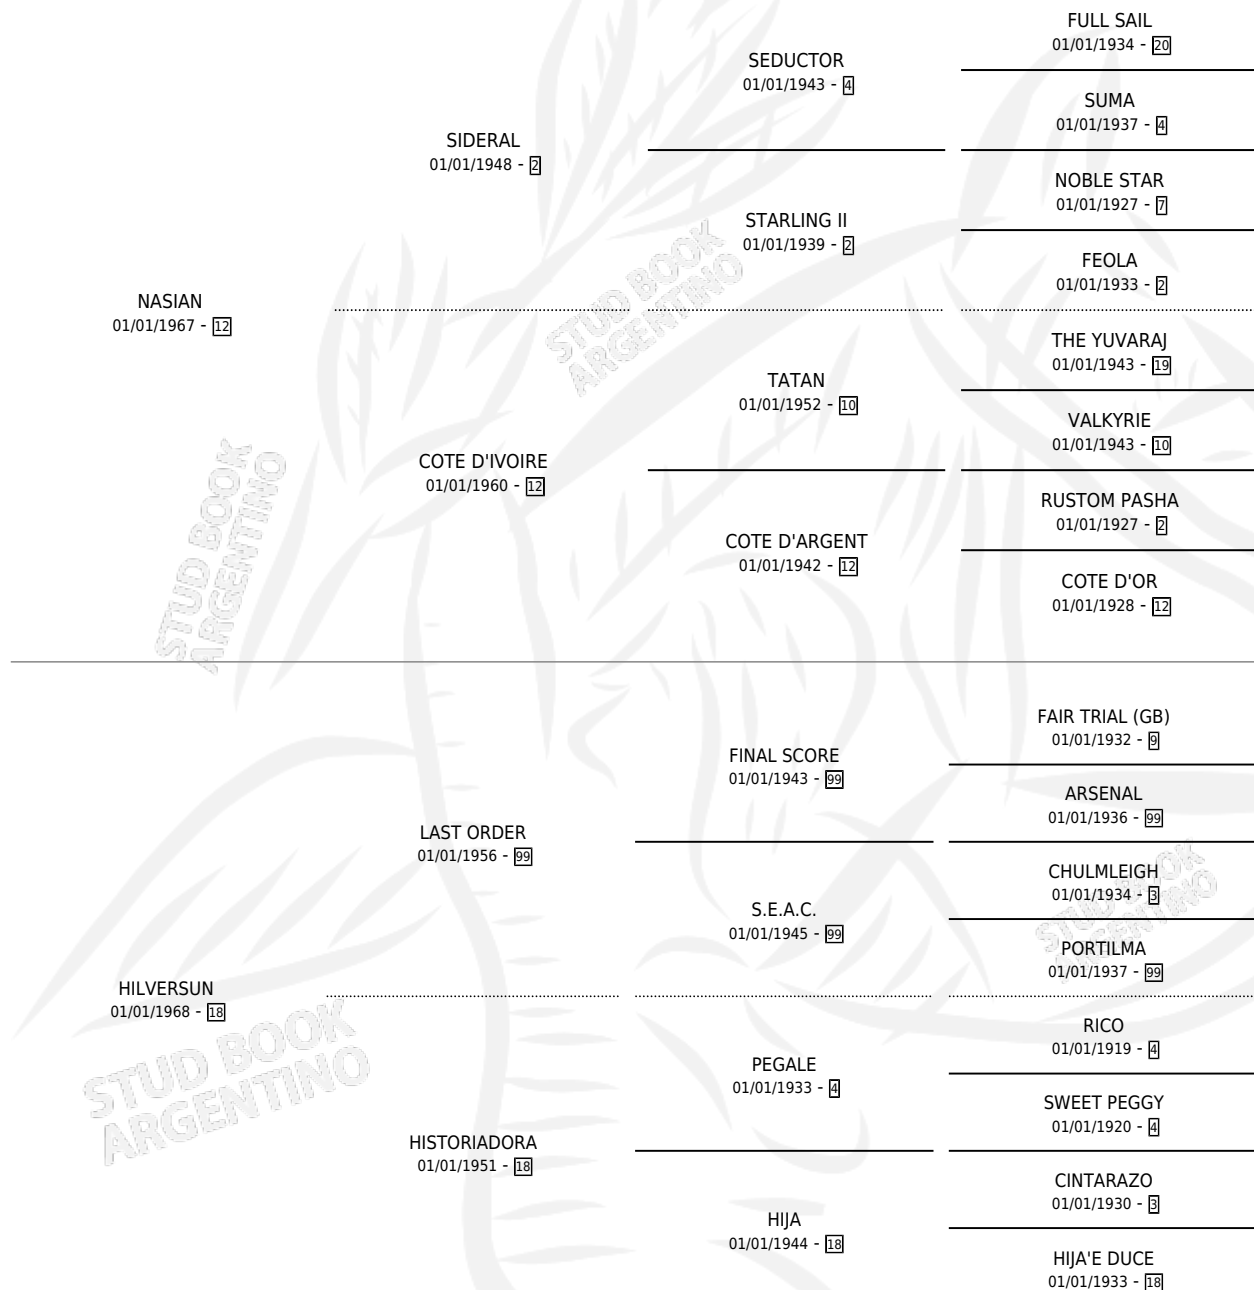 FULL SAIL
01/01/1934 - 20
SEDUCTOR
01/01/1943 - 4
SUMA
01/01/1937 - 4
SIDERAL
01/01/1948 - 2
NOBLE STAR
01/01/1927 - 7
STARLING II
01/01/1939 - 2
FEOLA
01/01/1933 - 2
NASIAN
01/01/1967 - 12
STUD BOOK
ARGENTINO
THE YUVARAJ
01/01/1943 - 19
TATAN
01/01/1952 - 10
VALKYRIE
01/01/1943 - 10
COTE D'IVOIRE
01/01/1960 - 12
RUSTOM PASHA
01/01/1927 - 2
COTE D'ARGENT
01/01/1942 - 12
COTE D'OR
01/01/1928 - 12
STUD BOOK
ARGENTINO
FAIR TRIAL (GB)
01/01/1932 - 9
FINAL SCORE
01/01/1943 - 99
ARSENAL
01/01/1936 - 99
LAST ORDER
01/01/1956 - 99
CHULMLEIGH
01/01/1934 - 3
S.E.A.C.
01/01/1945 - 99
STUD BOOK
ARGENTINO
PORTILMA
01/01/1937 - 99
HILVERSUN
01/01/1968 - 18
RICO
01/01/1919 - 4
PEGALE
01/01/1933 - 4
STUD BOOK
ARGENTINO
SWEET PEGGY
01/01/1920 - 4
HISTORIADORA
01/01/1951 - 18
CINTARAZO
01/01/1930 - 3
HIJA
01/01/1944 - 18
HIJA'E DUCE
01/01/1933 - 18